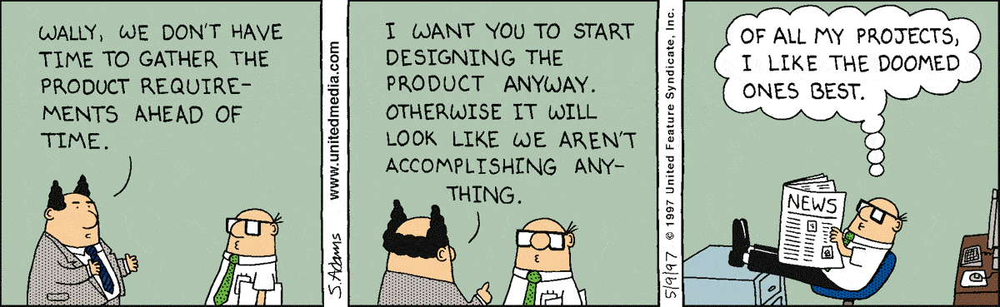 WALLY, WE DON'T HAVE
TIME TO GATHER THE
PRODUCT REQUIRE-
MENTS AHEAD OF
TIME.
S.Adams
www.unitedmedia.com
I WANT YOU TO START
DESIGNING THE
PRODUCT ANYWAY.
OTHERWISE IT WILL
LOOK LIKE WE AREN'T
ACCOMPLISHING ANY-
THING.
5/9/97 © 1997 United Feature Syndicate, Inc.
OF ALL MY PROJECTS,
I LIKE THE DOOMED
ONES BEST.
NEWS